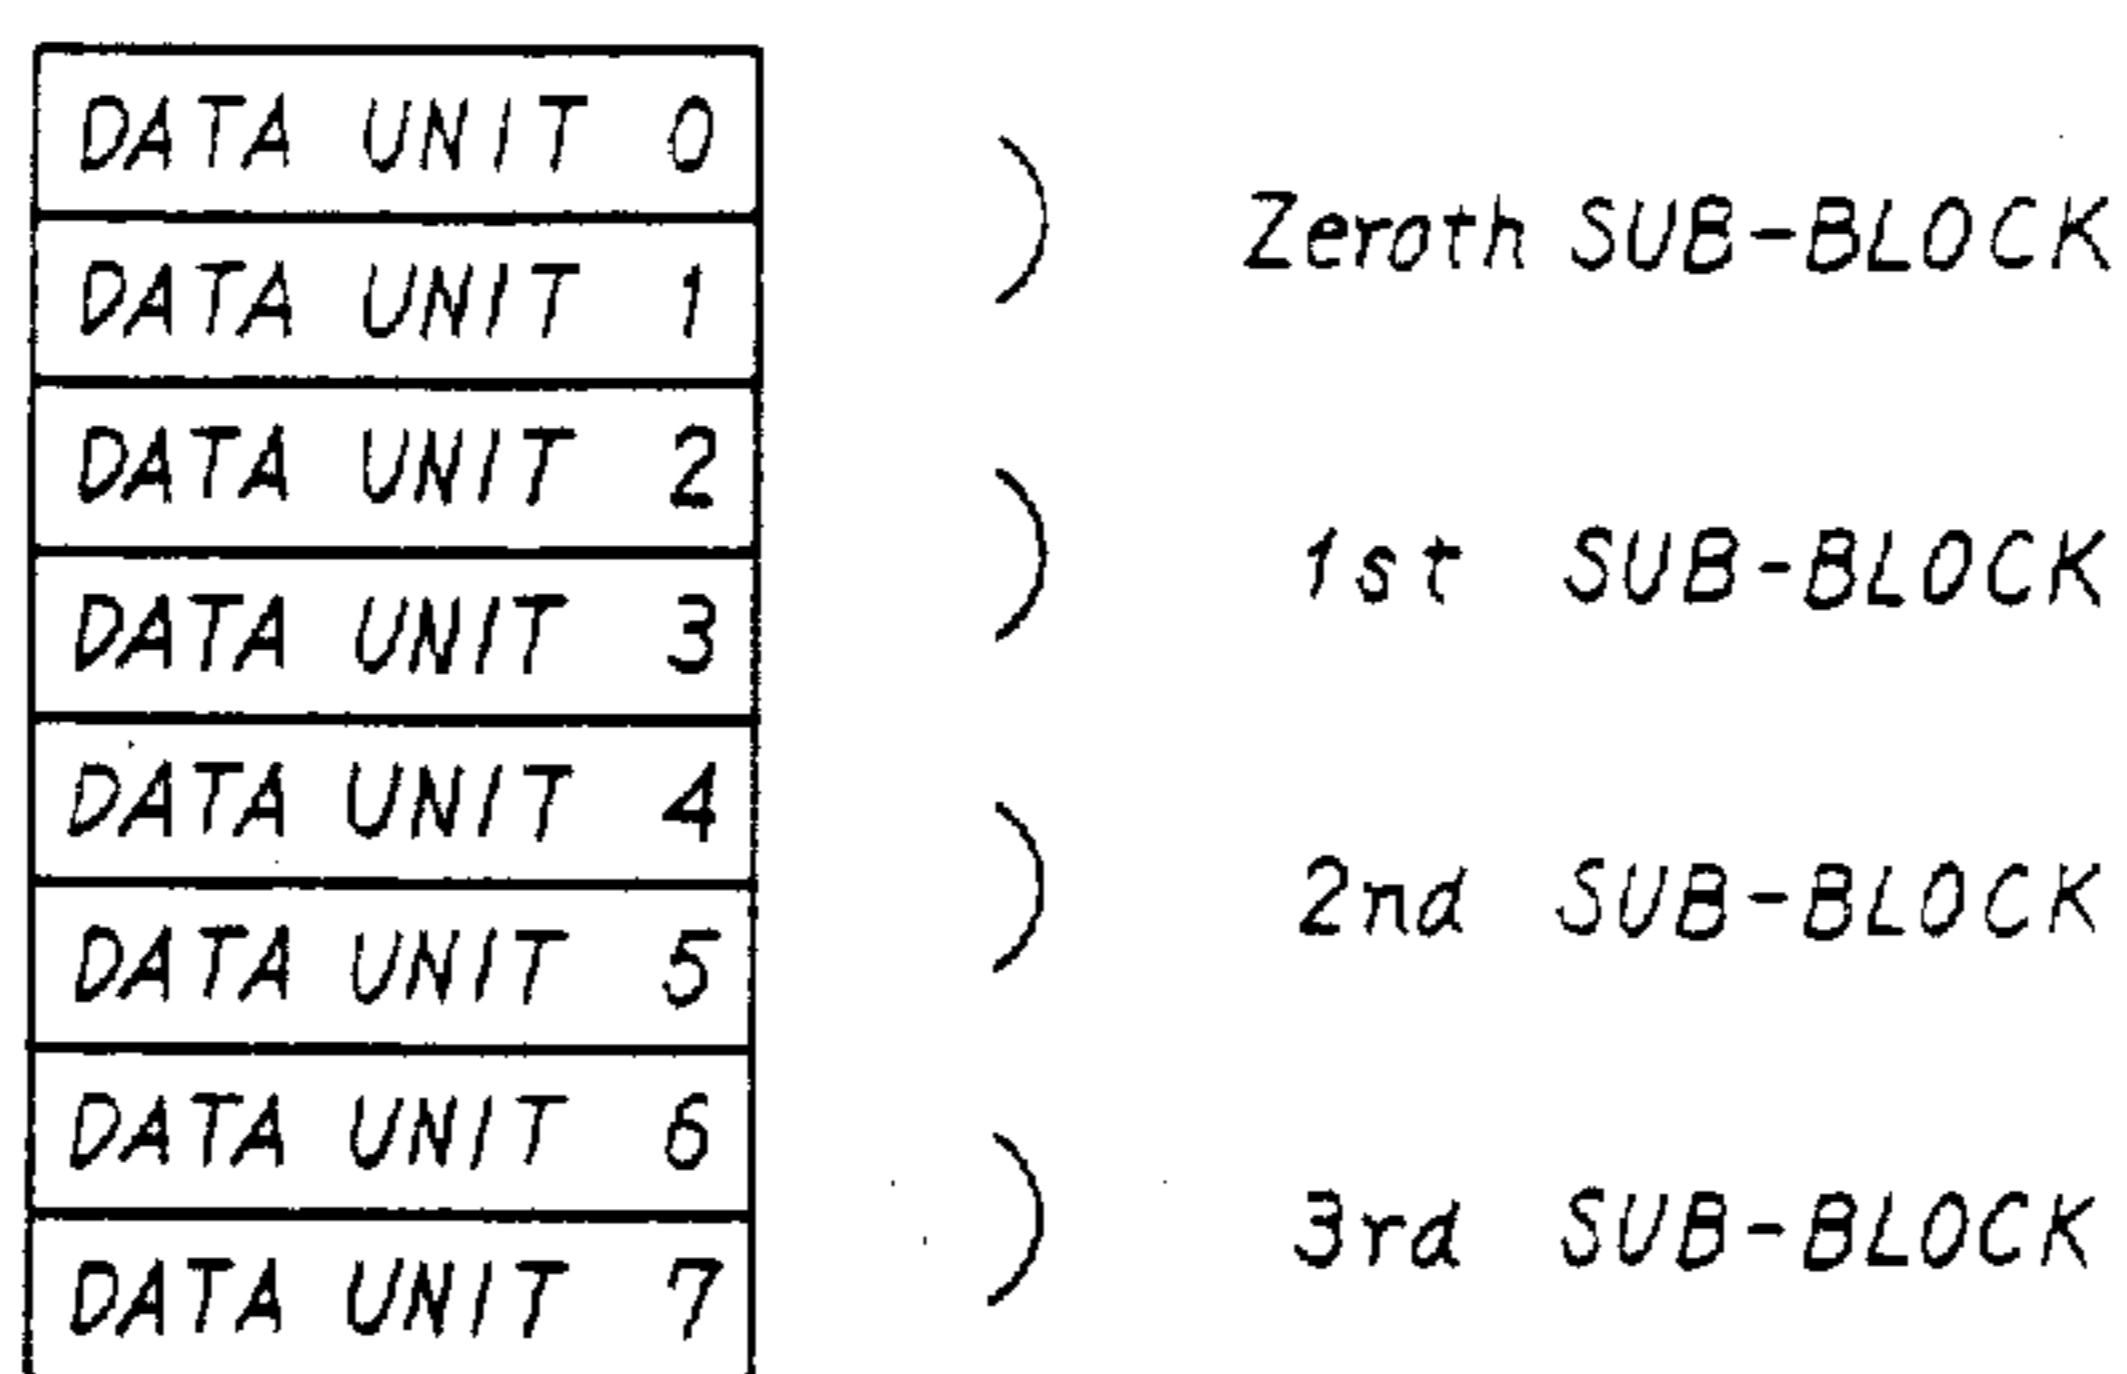 DATA UNIT 0
DATA UNIT 1
Zeroth SUB-BLOCK
DATA UNIT 2
DATA UNIT 3
1st SUB-BLOCK
DATA UNIT 4
DATA UNIT 5
2nd SUB-BLOCK
DATA UNIT 6
DATA UNIT 7
3rd SUB-BLOCK